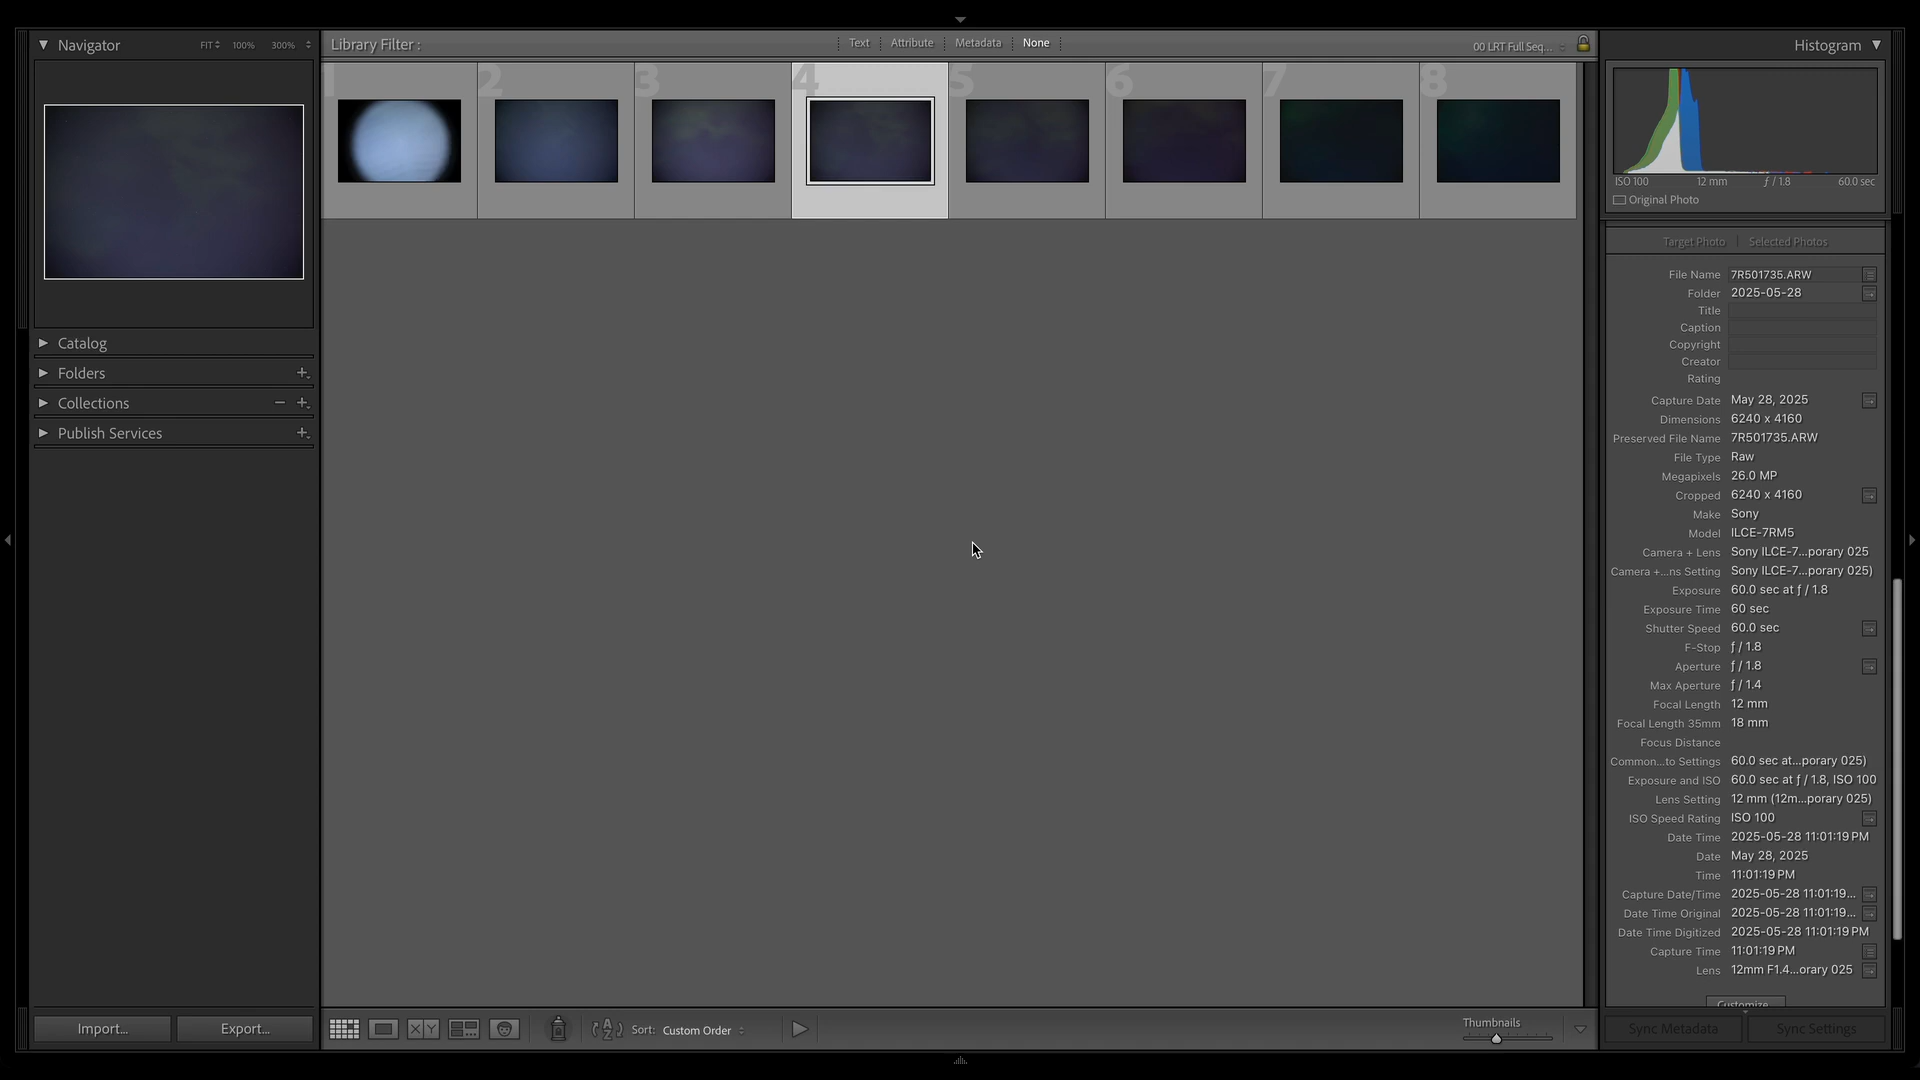 Navigator
FIT
100%
300%
Library Filter :
Text
Attribute
Metadata
None
00 LRT Full Seq...
Histogram
1
2
3
4
5
6
7
8
ISO 100
12 mm
ƒ / 1.8
60.0 sec
Original Photo
Catalog
Folders
Collections
Publish Services
Target Photo
Selected Photos
File Name 7R501735.ARW
Folder 2025-05-28
Title
Caption
Copyright
Creator
Rating
Capture Date May 28, 2025
Dimensions 6240 x 4160
Preserved File Name 7R501735.ARW
File Type Raw
Megapixels 26.0 MP
Cropped 6240 x 4160
Make Sony
Model ILCE-7RM5
Camera + Lens Sony ILCE-7...porary 025
Camera +...ns Setting Sony ILCE-7...porary 025)
Exposure 60.0 sec at ƒ / 1.8
Exposure Time 60 sec
Shutter Speed 60.0 sec
F-Stop ƒ / 1.8
Aperture ƒ / 1.8
Max Aperture ƒ / 1.4
Focal Length 12 mm
Focal Length 35mm 18 mm
Focus Distance
Common...to Settings 60.0 sec at...porary 025)
Exposure and ISO 60.0 sec at ƒ / 1.8, ISO 100
Lens Setting 12 mm (12m...porary 025)
ISO Speed Rating ISO 100
Date Time 2025-05-28 11:01:19 PM
Date May 28, 2025
Time 11:01:19 PM
Capture Date/Time 2025-05-28 11:01:19...
Date Time Original 2025-05-28 11:01:19...
Date Time Digitized 2025-05-28 11:01:19 PM
Capture Time 11:01:19 PM
Lens 12mm F1.4...orary 025
Customize...
Import...
Export...
X Y
A Z
Sort: Custom Order
Thumbnails
Sync Metadata
Sync Settings